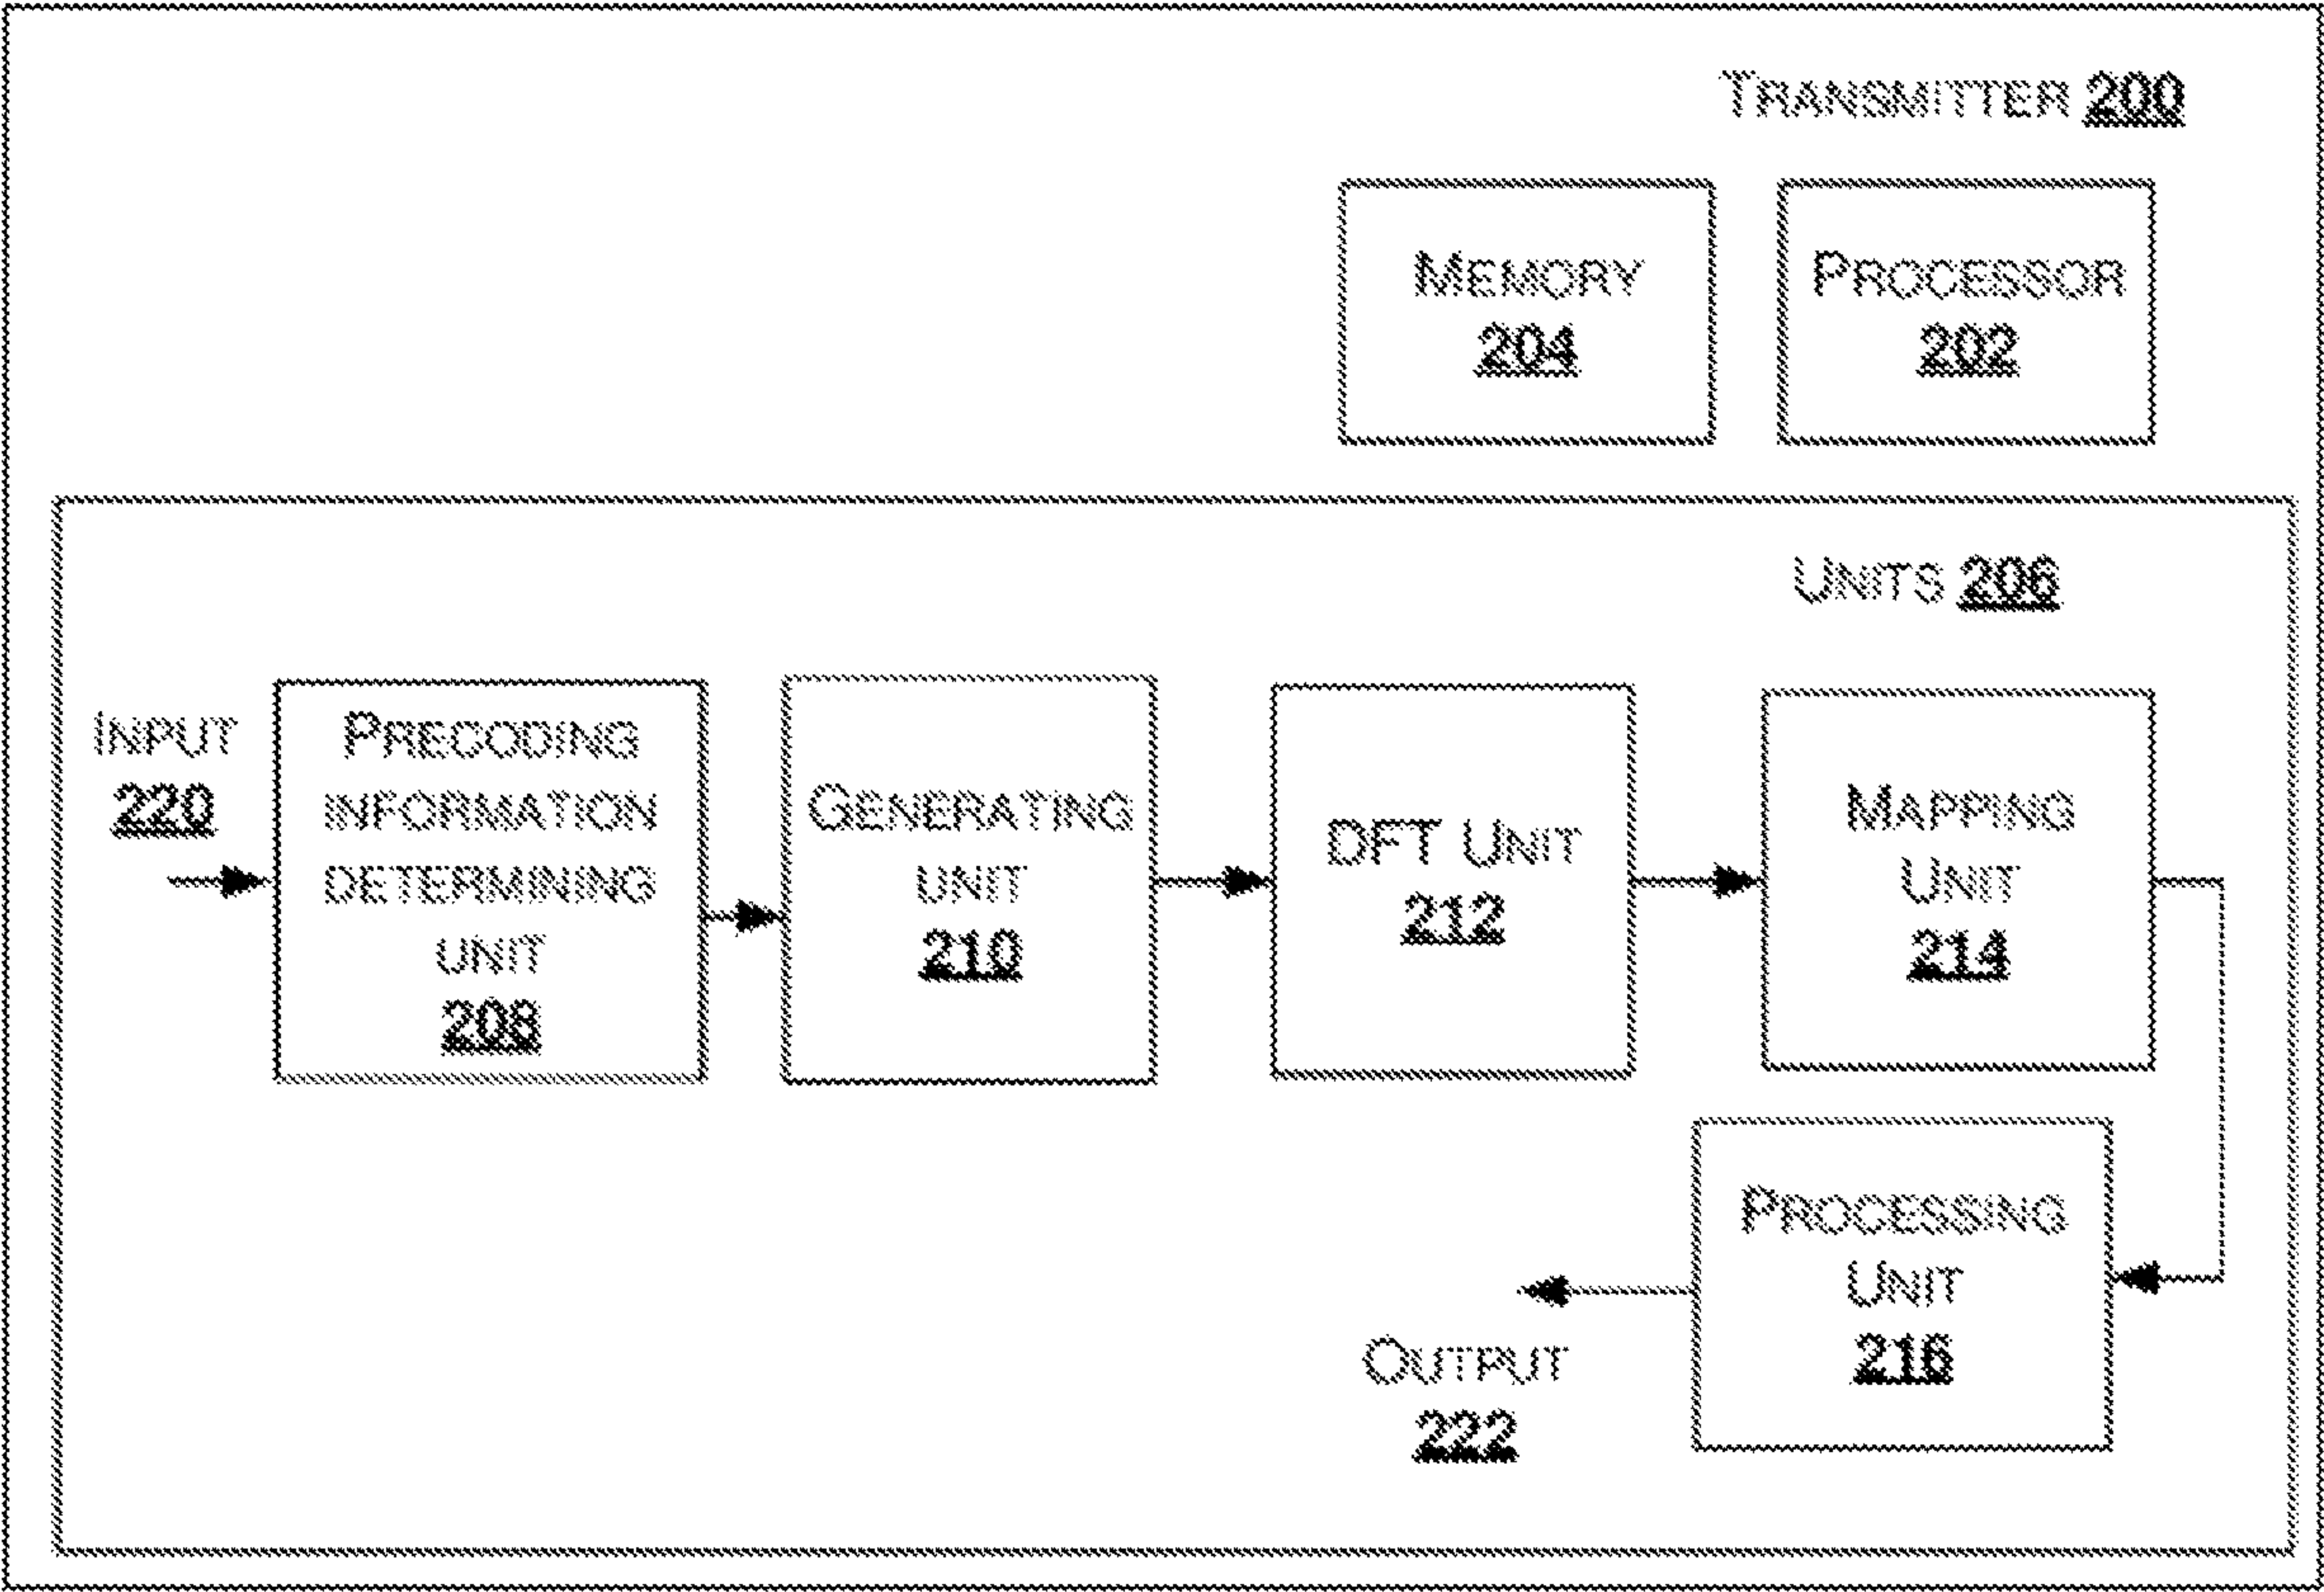 TRANSMITTER 200
MEMORY
204
PROCESSOR
202
UNITS 206
INPUT
220
PRECODING
INFORMATION
DETERMINING
UNIT
208
GENERATING
UNIT
210
DFT UNIT
212
MAPPING
UNIT
214
PROCESSING
UNIT
216
OUTPUT
222